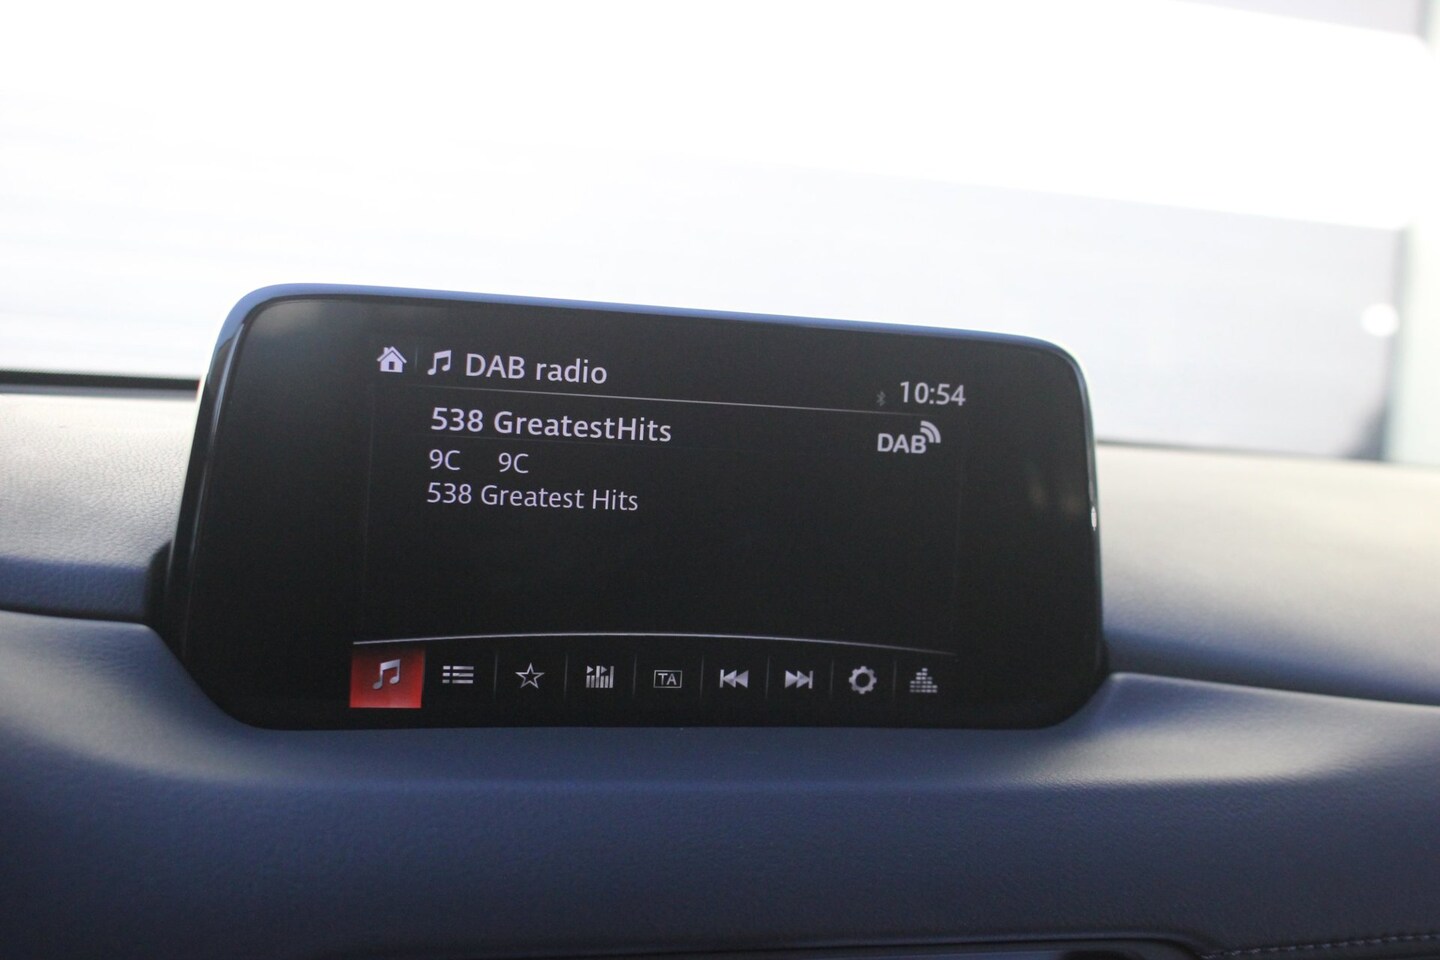 DAB radio
10:54
538 GreatestHits
DAB
9C 9C
538 Greatest Hits
TA